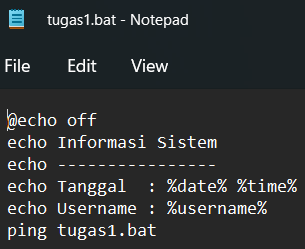 tugas1.bat - Notepad
File Edit View
@echo off
echo Informasi Sistem
echo ----------------
echo Tanggal  : %date% %time%
echo Username : %username%
ping tugas1.bat